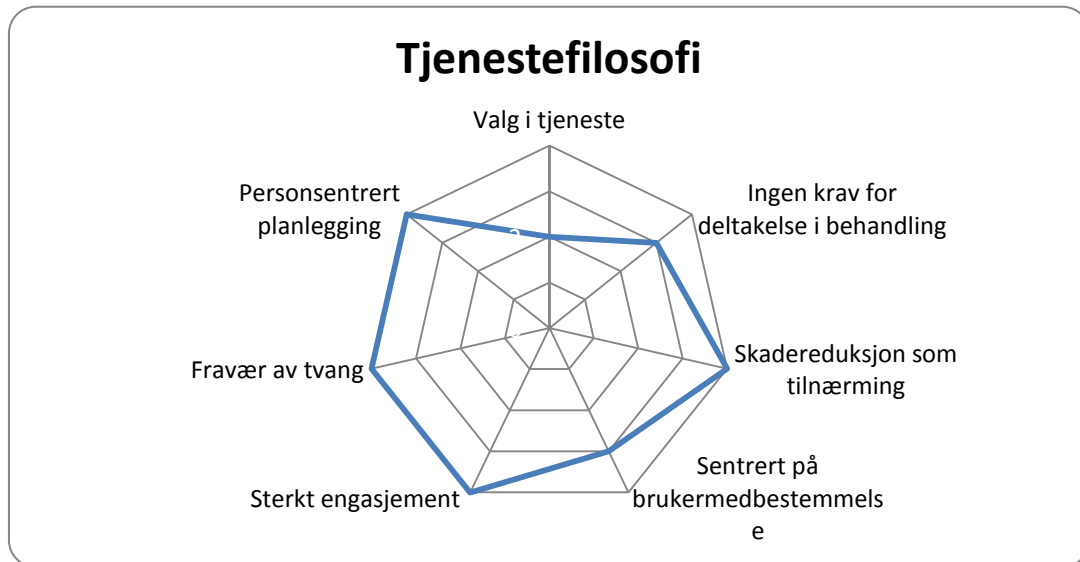 Tjenestefilosofi
Valg i tjeneste
Ingen krav for
deltakelse i behandling
Skadereduksjon som
tilnærming
Sentrert på
brukermedbestemmels
e
Sterkt engasjement
Fravær av tvang
Personsentrert
planlegging